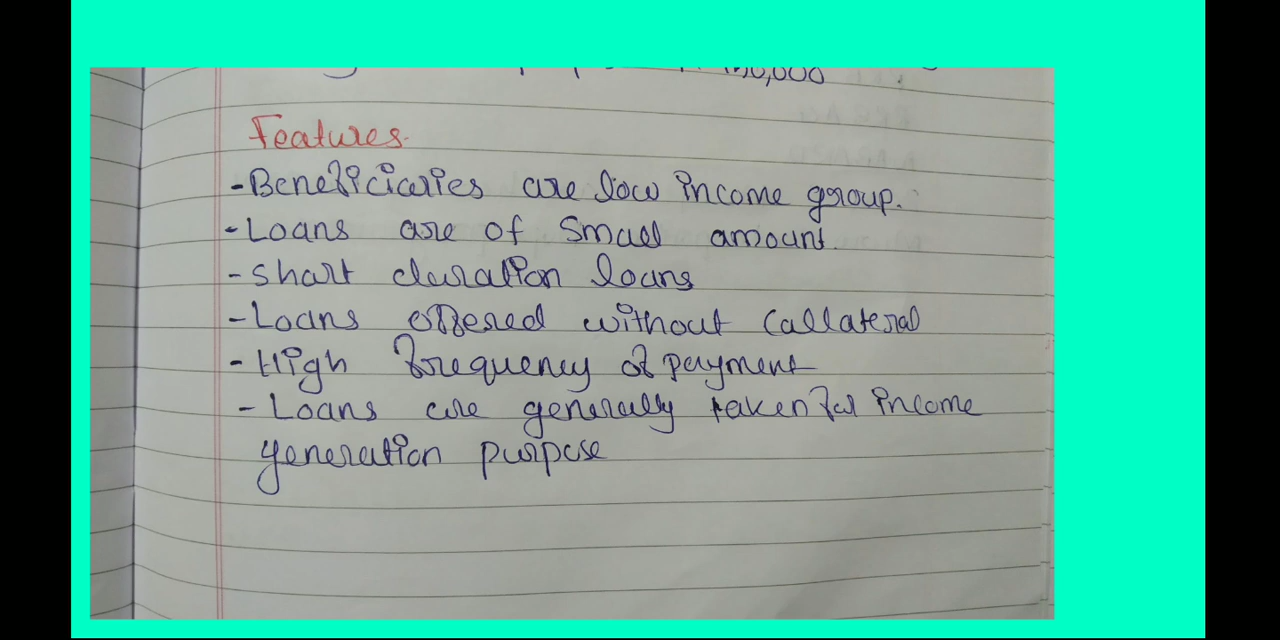 Features.
- Beneficiaries are low income group.
- Loans are of small amount.
- Short duration loans
- Loans offered without Collateral
- High frequency of payment
- Loans are generally taken for income
generation purpose